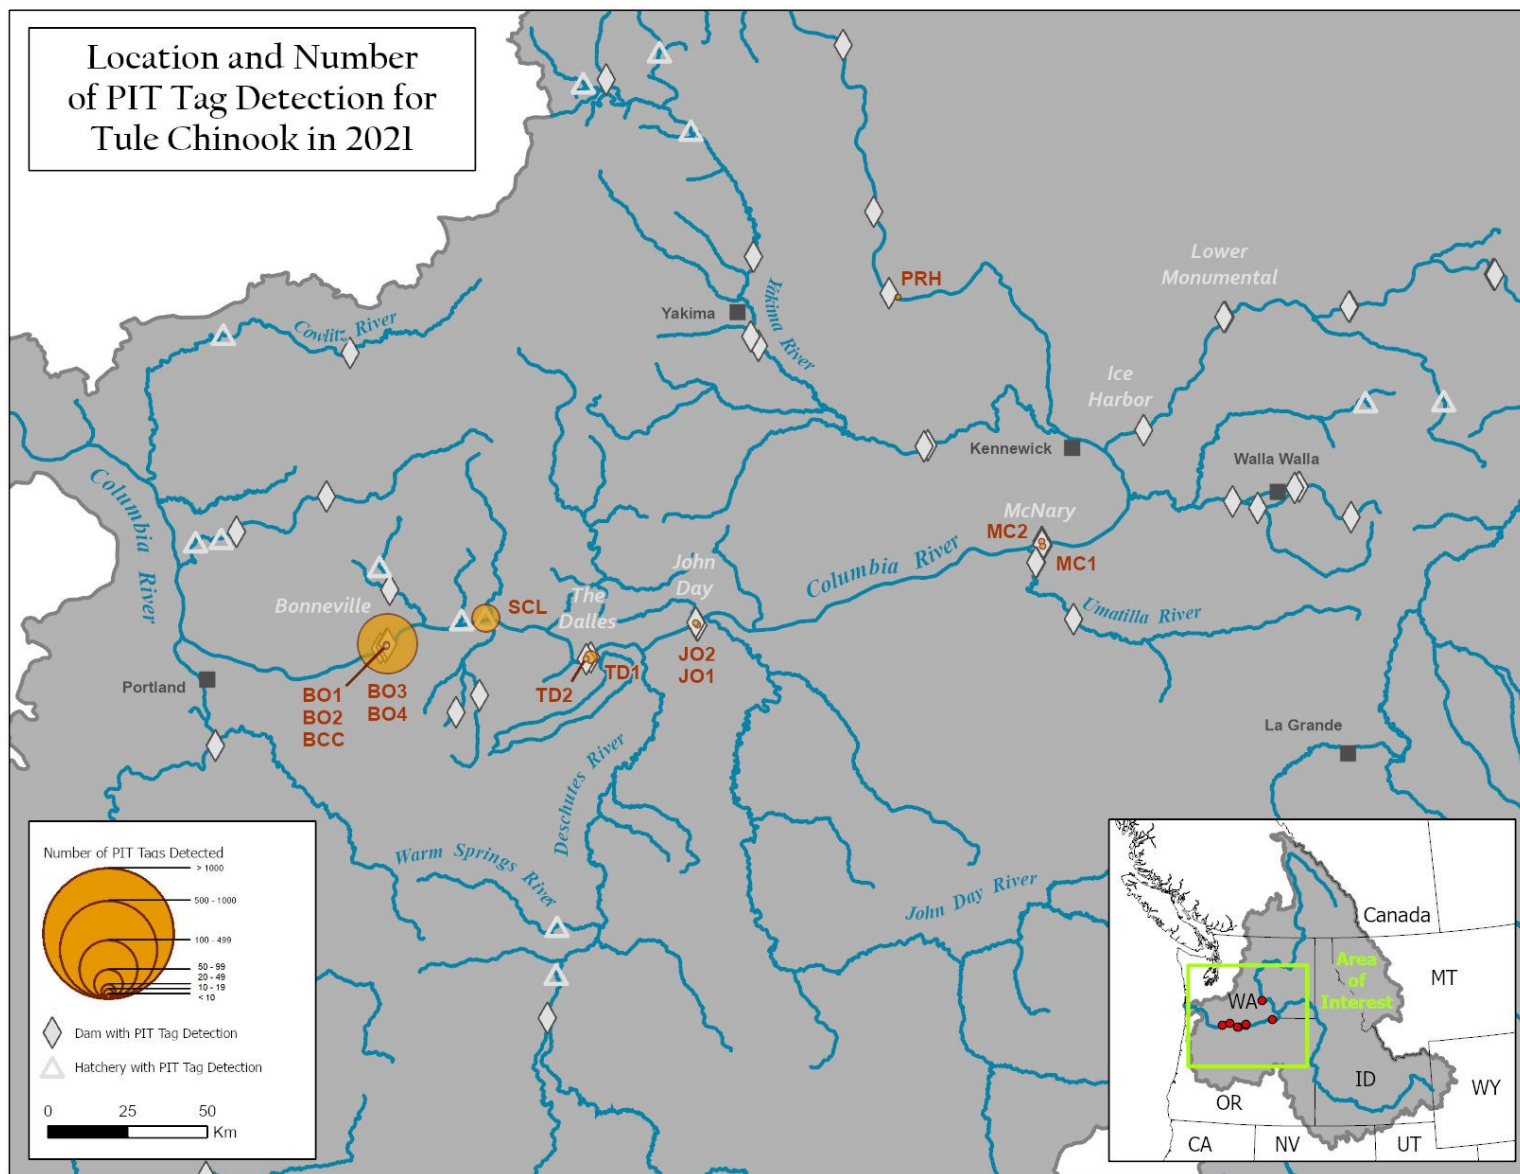 Location and Number
of PIT Tag Detection for
Tule Chinook in 2021
PRH
Lower
Monumental
Yakima
Yakima River
Cowlitz River
Ice
Harbor
Kennewick
Walla Walla
Columbia River
McNary
MC2
MC1
Columbia River
John
Day
The
Dalles
Bonneville
SCL
Umatilla River
Portland
BO1
BO2
BCC
BO3
BO4
TD2
TD1
JO2
JO1
La Grande
Deschutes River
Warm Springs River
John Day River
Number of PIT Tags Detected
> 1000
500 - 1000
100 - 499
50 - 99
20 - 49
10 - 19
< 10
Dam with PIT Tag Detection
Hatchery with PIT Tag Detection
0 25 50
Km
Canada
Area
of
Interest
WA
MT
ID
WY
OR
CA
NV
UT